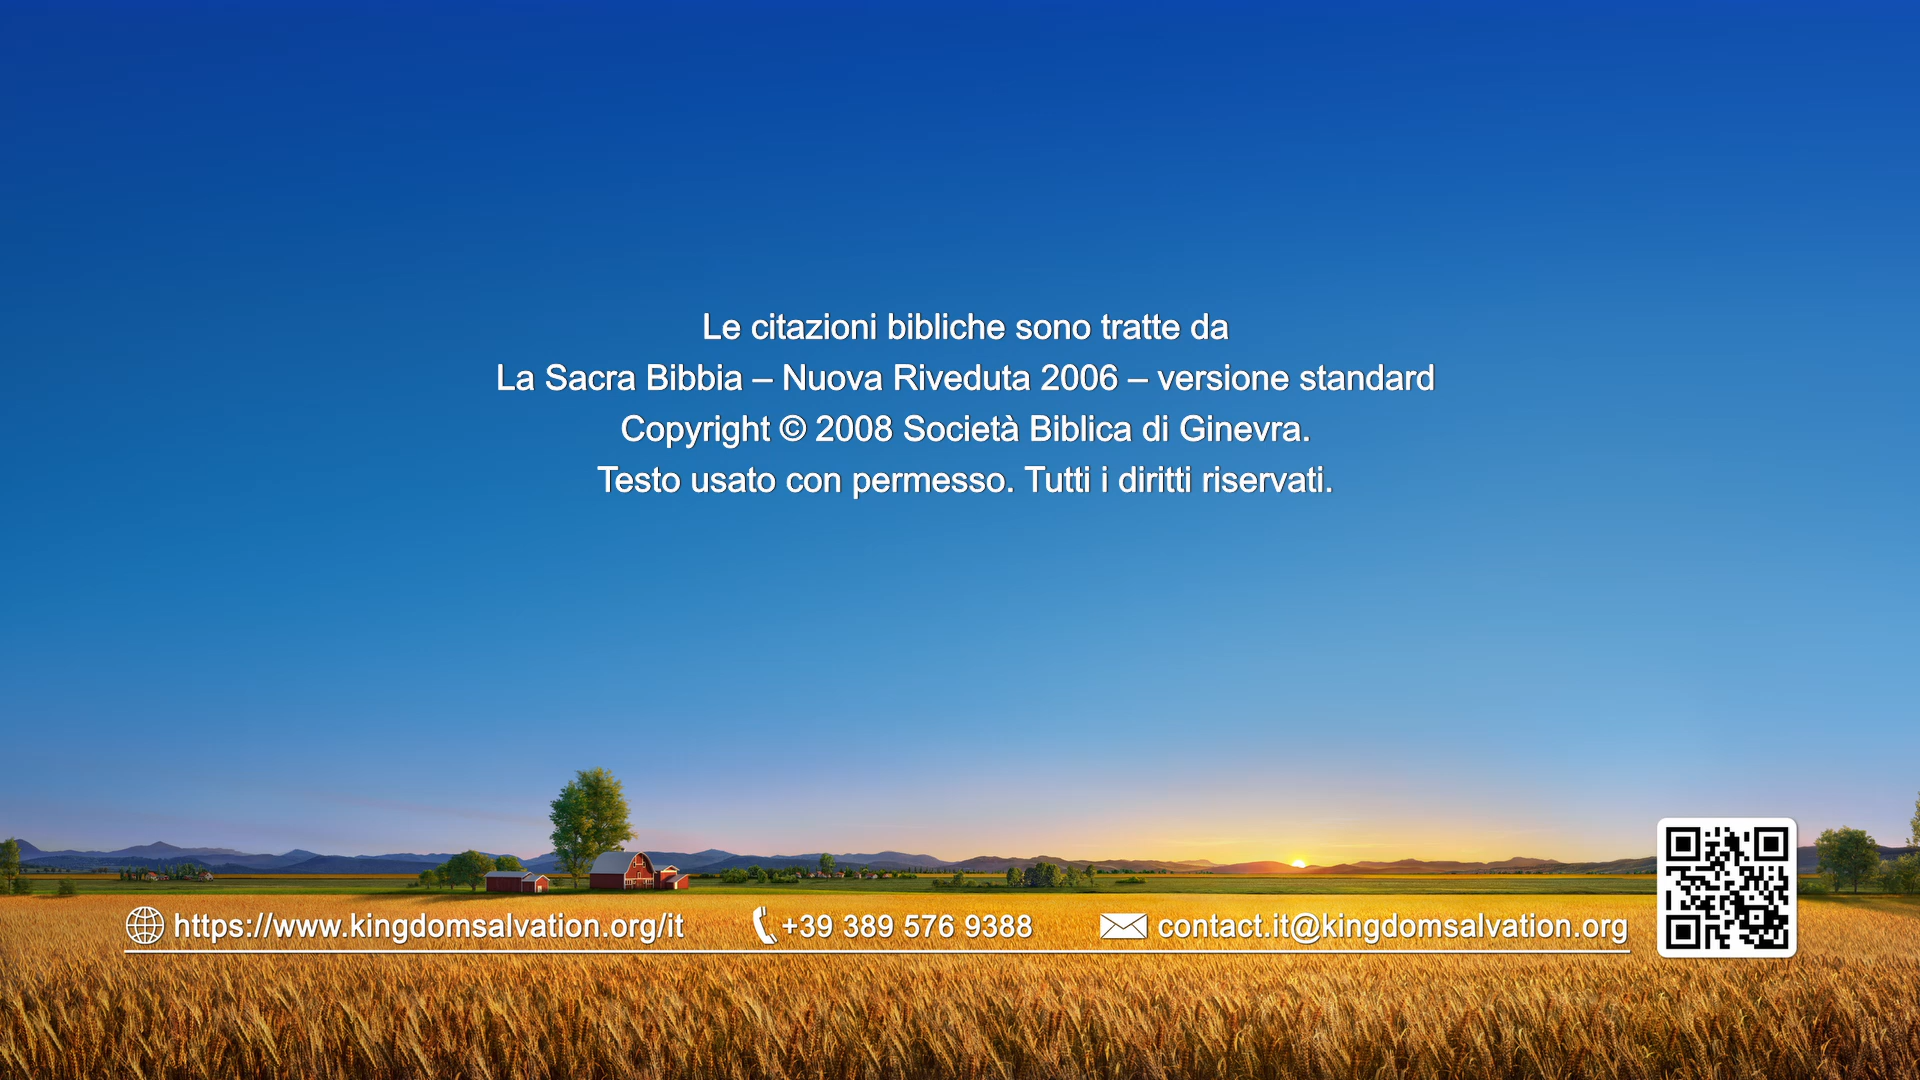 Le citazioni bibliche sono tratte da
La Sacra Bibbia – Nuova Riveduta 2006 – versione standard
Copyright © 2008 Società Biblica di Ginevra.
Testo usato con permesso. Tutti i diritti riservati.
https://www.kingdomsalvation.org/it
+39 389 576 9388
contact.it@kingdomsalvation.org